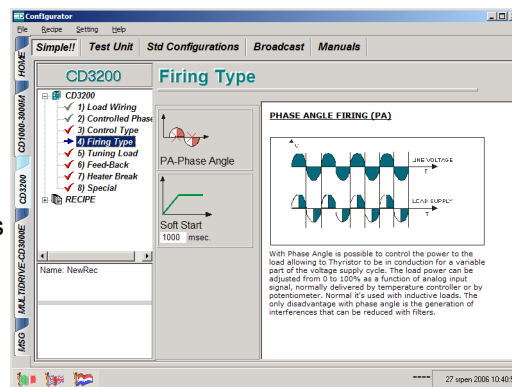 Configurator
File Recipe Setting Help
Simple!! Test Unit Std Configurations Broadcast Manuals
HOME
CD1000-3000M
CD3200
MULTIDRIVE-CD3000E
MSG
CD3200
CD3200
1) Load Wiring
2) Controlled Phase
3) Control Type
4) Firing Type
5) Tuning Load
6) Feed-Back
7) Heater Break
8) Special
RECIPE
Name: NewRec
Firing Type
PA-Phase Angle
Soft Start
1000 msec.
PHASE ANGLE FIRING (PA)
V
LINE VOLTAGE
T
LOAD SUPPLY
T
With Phase Angle is possible to control the power to the
load allowing to Thyristor to be in conduction for a variable
part of the voltage supply cycle. The load power can be
adjusted from 0 to 100% as a function of analog input
signal, normally delivered by temperature controller or by
potentiometer. Normal it's used with inductive loads. The
only disadvantage with phase angle is the generation of
interferences that can be reduced with filters.
s
---- 27 srpen 2006 10:40:5